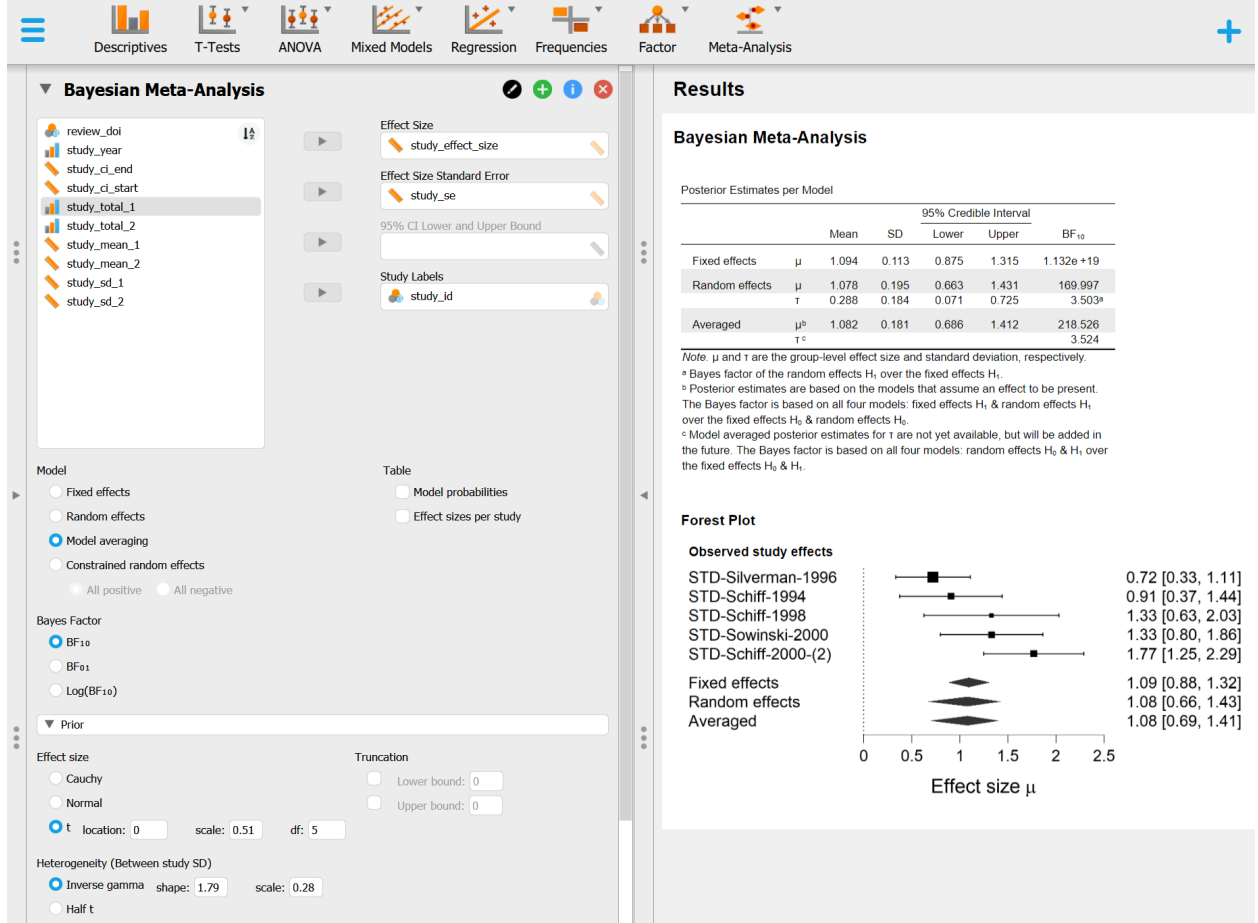 Descriptives T-Tests ANOVA Mixed Models Regression Frequencies Factor Meta-Analysis
Bayesian Meta-Analysis
review_doi
study_year
study_ci_end
study_ci_start
study_total_1
study_total_2
study_mean_1
study_mean_2
study_sd_1
study_sd_2
Effect Size
study_effect_size
Effect Size Standard Error
study_se
95% CI Lower and Upper Bound
Study Labels
study_id
Model
Fixed effects
Random effects
Model averaging
Constrained random effects
All positive All negative
Table
Model probabilities
Effect sizes per study
Bayes Factor
BF₁₀
BF₀₁
Log(BF₁₀)
Prior
Effect size
Cauchy
Normal
t location: 0 scale: 0.51 df: 5
Truncation
Lower bound: 0
Upper bound: 0
Heterogeneity (Between study SD)
Inverse gamma shape: 1.79 scale: 0.28
Half t
Results
Bayesian Meta-Analysis
Posterior Estimates per Model
95% Credible Interval
Mean SD Lower Upper BF₁₀
Fixed effects μ 1.094 0.113 0.875 1.315 1.132e +19
Random effects μ 1.078 0.195 0.663 1.431 169.997
τ 0.288 0.184 0.071 0.725 3.503ᵃ
Averaged μᵇ 1.082 0.181 0.686 1.412 218.526
τ ᶜ 3.524
Note. μ and τ are the group-level effect size and standard deviation, respectively.
ᵃ Bayes factor of the random effects H₁ over the fixed effects H₁.
ᵇ Posterior estimates are based on the models that assume an effect to be present.
The Bayes factor is based on all four models: fixed effects H₁ & random effects H₁
over the fixed effects H₀ & random effects H₀.
ᶜ Model averaged posterior estimates for τ are not yet available, but will be added in
the future. The Bayes factor is based on all four models: random effects H₀ & H₁ over
the fixed effects H₀ & H₁.
Forest Plot
Observed study effects
STD-Silverman-1996 0.72 [0.33, 1.11]
STD-Schiff-1994 0.91 [0.37, 1.44]
STD-Schiff-1998 1.33 [0.63, 2.03]
STD-Sowinski-2000 1.33 [0.80, 1.86]
STD-Schiff-2000-(2) 1.77 [1.25, 2.29]
Fixed effects 1.09 [0.88, 1.32]
Random effects 1.08 [0.66, 1.43]
Averaged 1.08 [0.69, 1.41]
0 0.5 1 1.5 2 2.5
Effect size μ